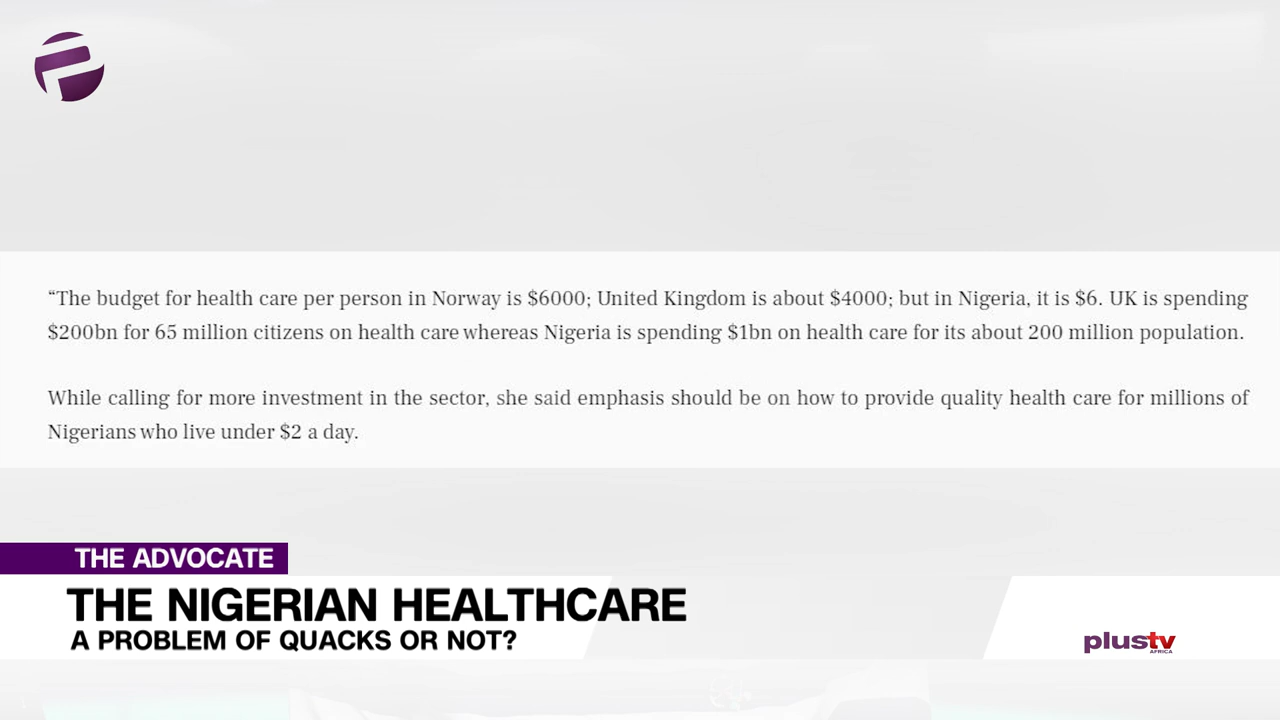 “The budget for health care per person in Norway is $6000; United Kingdom is about $4000; but in Nigeria, it is $6. UK is spending
$200bn for 65 million citizens on health care whereas Nigeria is spending $1bn on health care for its about 200 million population.
While calling for more investment in the sector, she said emphasis should be on how to provide quality health care for millions of
Nigerians who live under $2 a day.
THE ADVOCATE
THE NIGERIAN HEALTHCARE
A PROBLEM OF QUACKS OR NOT?
plustv
AFRICA